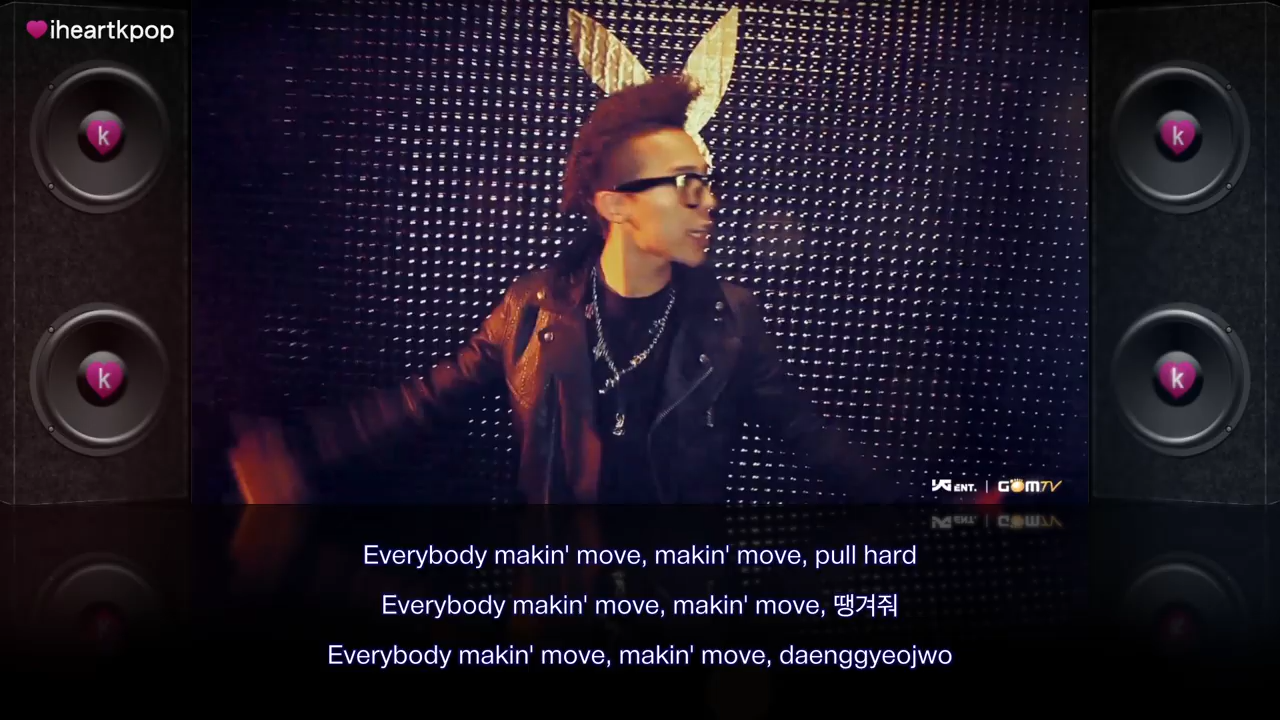 iheartkpop
k
k
k
k
YG ENT. | GOMTV
Everybody makin' move, makin' move, pull hard
Everybody makin' move, makin' move, 땡겨줘
Everybody makin' move, makin' move, daenggyeojwo